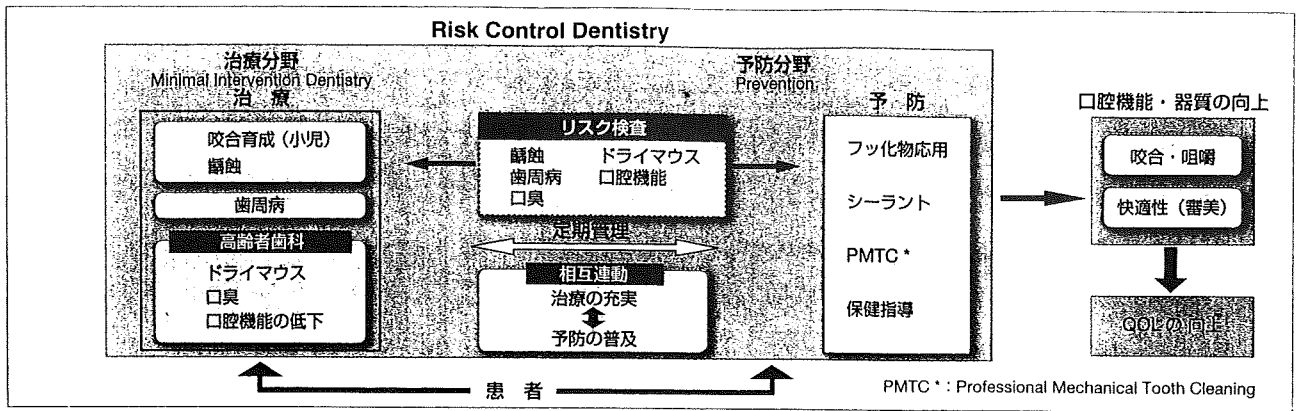 Risk Control Dentistry
治療分野
Minimal Intervention Dentistry
治 療
咬合育成（小児）
齲蝕
歯周病
高齢者歯科
ドライマウス
口臭
口腔機能の低下
リスク検査
齲蝕 ドライマウス
歯周病 口腔機能
口臭
定期管理
相互連動
治療の充実
予防の普及
予防分野
Prevention
予 防
フッ化物応用
シーラント
PMTC *
保健指導
口腔機能・器質の向上
咬合・咀嚼
快適性（審美）
QOLの向上
患 者
PMTC *：Professional Mechanical Tooth Cleaning